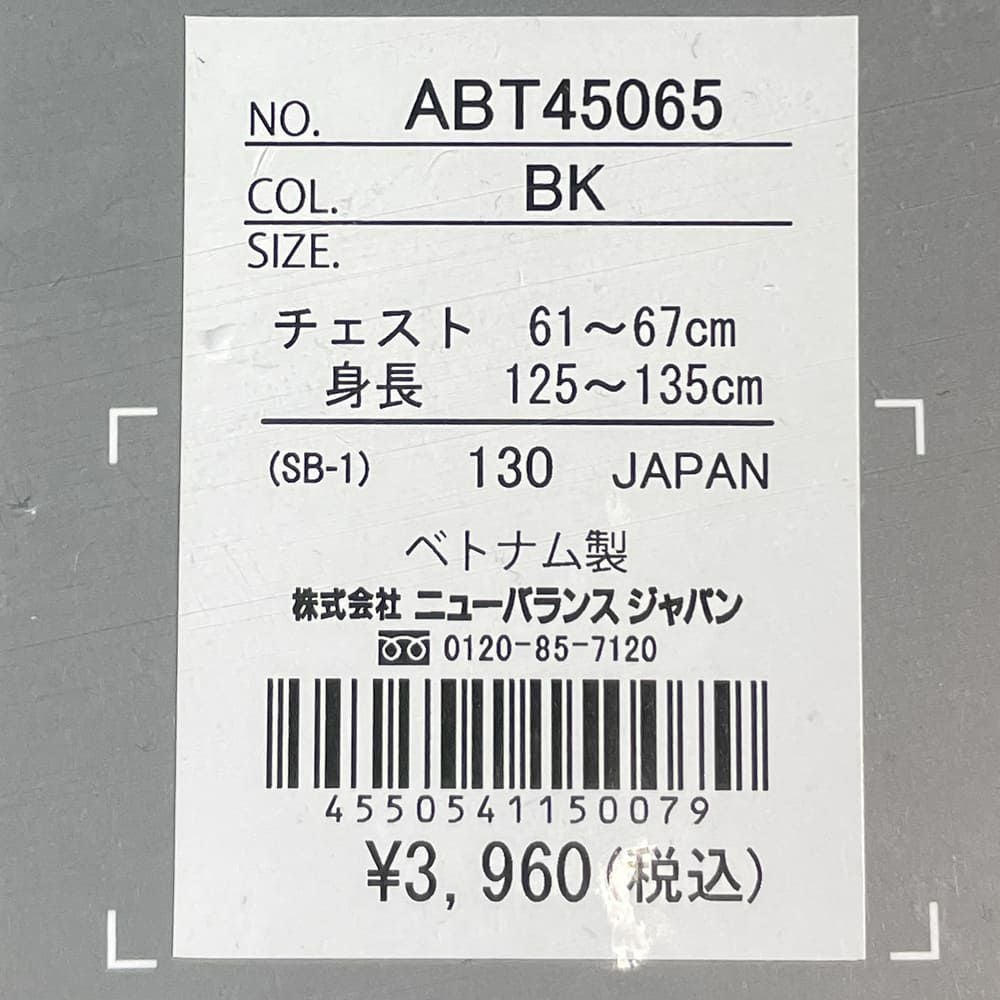 NO. ABT45065
COL. BK
SIZE.
チェスト 61～67cm
身長 125～135cm
(SB-1) 130 JAPAN
ベトナム製
株式会社 ニューバランス ジャパン
0120-85-7120
4550541150079
¥3,960(税込)